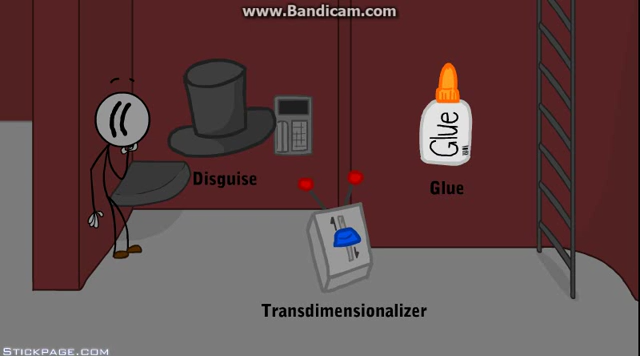 www.Bandicam.com
Disguise
Glue
Glue
Transdimensionalizer
STICKPAGE.COM